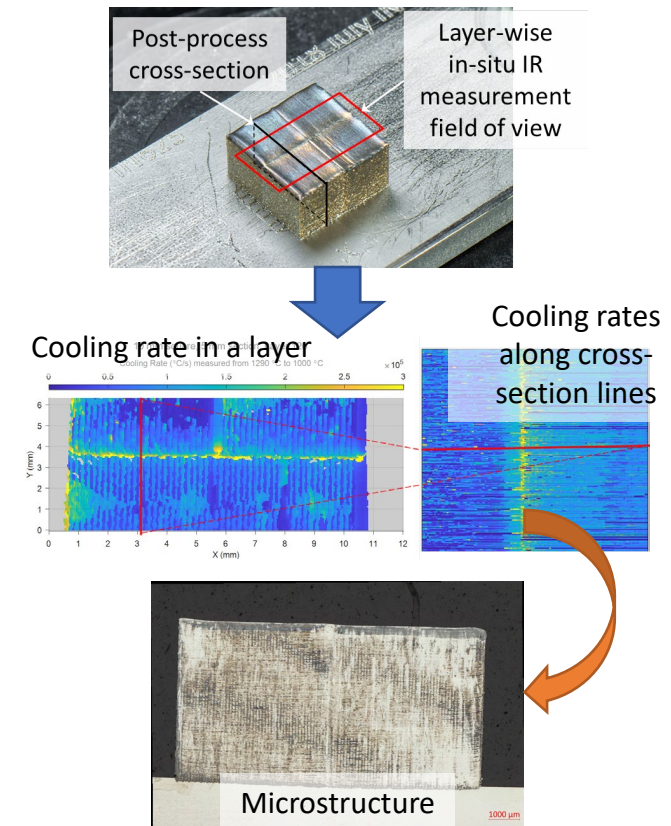 Post-process
cross-section
Layer-wise
in-situ IR
measurement
field of view
Cooling rate in a layer
Cooling Rate (°C/s) measured from 1290 °C to 1000 °C
0 0.5 1 1.5 2 2.5 3
×10⁵
Cooling rates
along cross-
section lines
6
5
4
3
2
1
0
Y (mm)
0 1 2 3 4 5 6 7 8 9 10 11 12
X (mm)
Microstructure
1000 µm